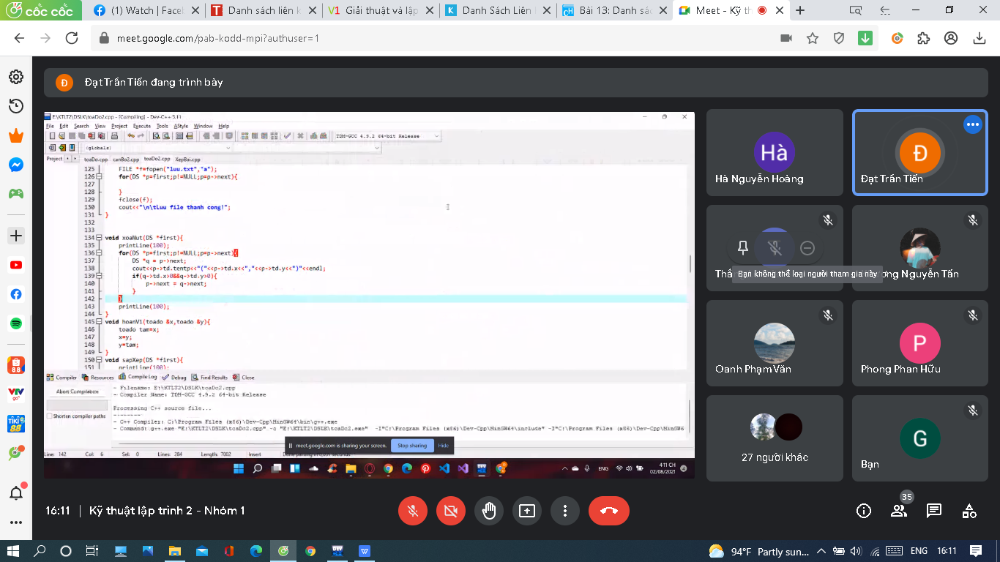 cốc cốc
(1) Watch | Facel
Danh sách liên k
V1 Giải thuật và lập
Danh Sách Liên l
Bài 13: Danh sác
Meet - Kỹ th
meet.google.com/pab-kodd-mpi?authuser=1
Đ Đạt Trần Tiến đang trình bày
E:\KTLT2\DSLK\toaDo2.cpp - [Compiling] - Dev-C++ 5.11
File Edit Search View Project Execute Tools AStyle Window Help
TDM-GCC 4.9.2 64-bit Release
(globals)
Project toaDo.cpp canBo2.cpp toaDo2.cpp XepBai.cpp
125 FILE *f=fopen("luu.txt","a");
126 for(DS *p=first;p!=NULL;p=p->next){
127
128 }
129 fclose(f);
130 cout<<"\n\tLuu file thanh cong!";
131 }
132
133
134 void xoaNut(DS *first){
135 printLine(100);
136 for(DS *p=first;p!=NULL;p=p->next){
137 DS *q = p->next;
138 cout<<p->td.tentp<<"("<<p->td.x<<","<<p->td.y<<")"<<endl;
139 if(q->td.x>0&&q->td.y>0){
140 p->next = q->next;
141 }
142 }
143 printLine(100);
144 }
145 void hoanVi(toado &x,toado &y){
146 toado tam=x;
147 x=y;
148 y=tam;
149 }
150 void sapXep(DS *first){
151 printLine(100);
Compiler Resources Compile Log Debug Find Results Close
Abort Compilation
Shorten compiler paths
- Filename: E:\KTLT2\DSLK\toaDo2.cpp
- Compiler Name: TDM-GCC 4.9.2 64-bit Release
Processing C++ source file...
--------
- C++ Compiler: C:\Program Files (x86)\Dev-Cpp\MinGW64\bin\g++.exe
- Command: g++.exe "E:\KTLT2\DSLK\toaDo2.cpp" -o "E:\KTLT2\DSLK\toaDo2.exe" -I"C:\Program Files (x86)\Dev-Cpp\MinGW64\include" -I"C:\Program Files (x86)\Dev-Cpp\MinGW6
meet.google.com is sharing your screen. Stop sharing Hide
Line: 142 Col: 6 Sel: 0 Lines: 284 Length: 7002 Insert
ENG
4:11 CH
02/08/2021
4
Hà
Hà Nguyễn Hoàng
Đ
Đạt Trần Tiến
Thắ
Bạn không thể loại người tham gia này
ơng Nguyễn Tấn
Oanh Phạm Văn
P
Phong Phan Hữu
27 người khác
G
Bạn
88
VTV
go
TIKI
88
16:11 | Kỹ thuật lập trình 2 - Nhóm 1
35
DEV
W
94°F Partly sun...
ENG
16:11